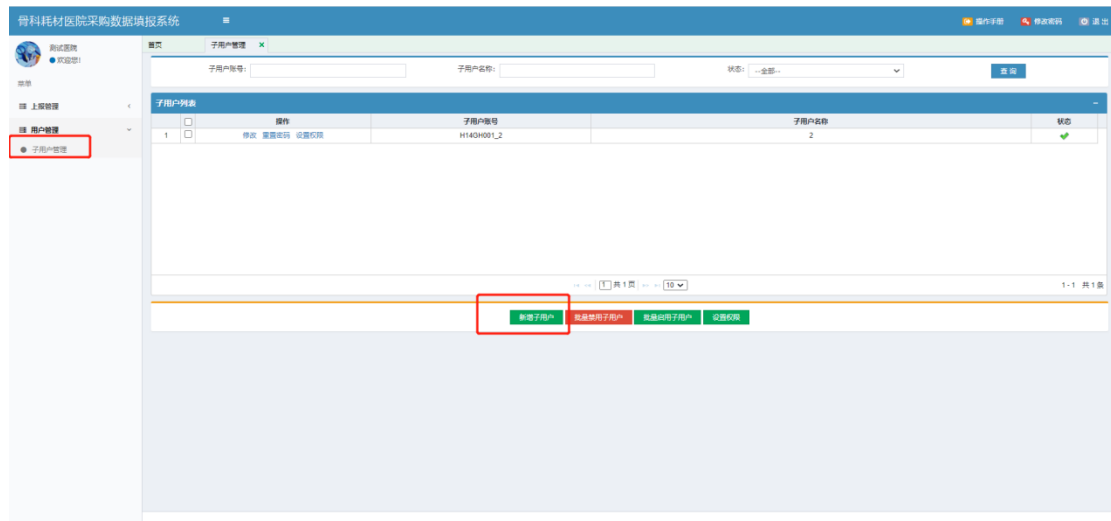 骨科耗材医院采购数据填报系统 操作手册 修改密码 退出
测试医院
欢迎您!
菜单
上报管理
用户管理
子用户管理
首页 子用户管理 ×
子用户账号: 子用户名称: 状态: --全部-- 查询
子用户列表
操作 子用户账号 子用户名称 状态
1 修改 重置密码 设置权限 H14GH001_2 2
1 共1页 10 1-1 共1条
新增子用户 批量禁用子用户 批量启用子用户 设置权限